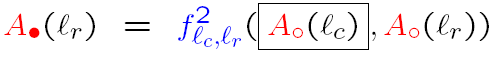 A•(ℓr) = f²ℓc,ℓr( A∘(ℓc) , A∘(ℓr))